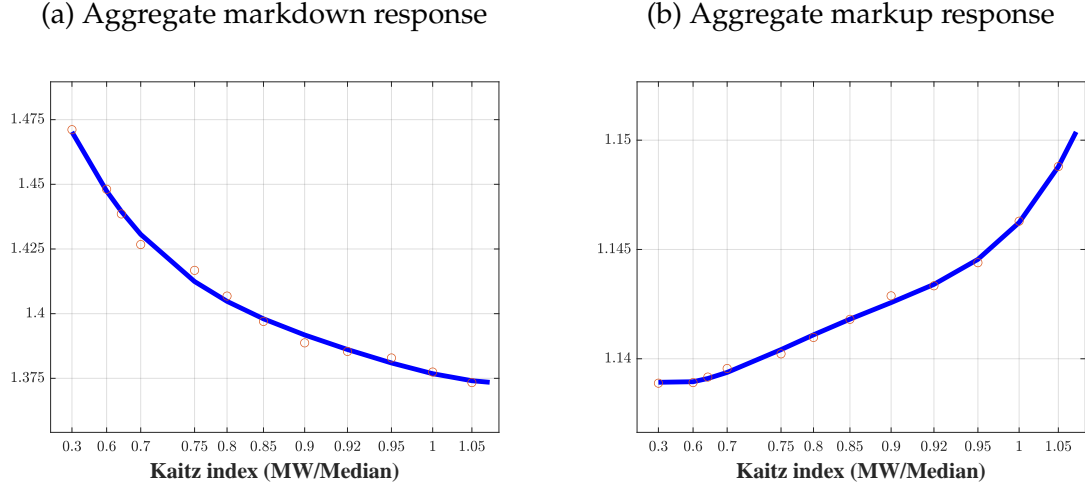 (a) Aggregate markdown response
1.475
1.45
1.425
1.4
1.375
0.3 0.6 0.7 0.75 0.8 0.85 0.9 0.92 0.95 1 1.05
Kaitz index (MW/Median)
(b) Aggregate markup response
1.15
1.145
1.14
0.3 0.6 0.7 0.75 0.8 0.85 0.9 0.92 0.95 1 1.05
Kaitz index (MW/Median)